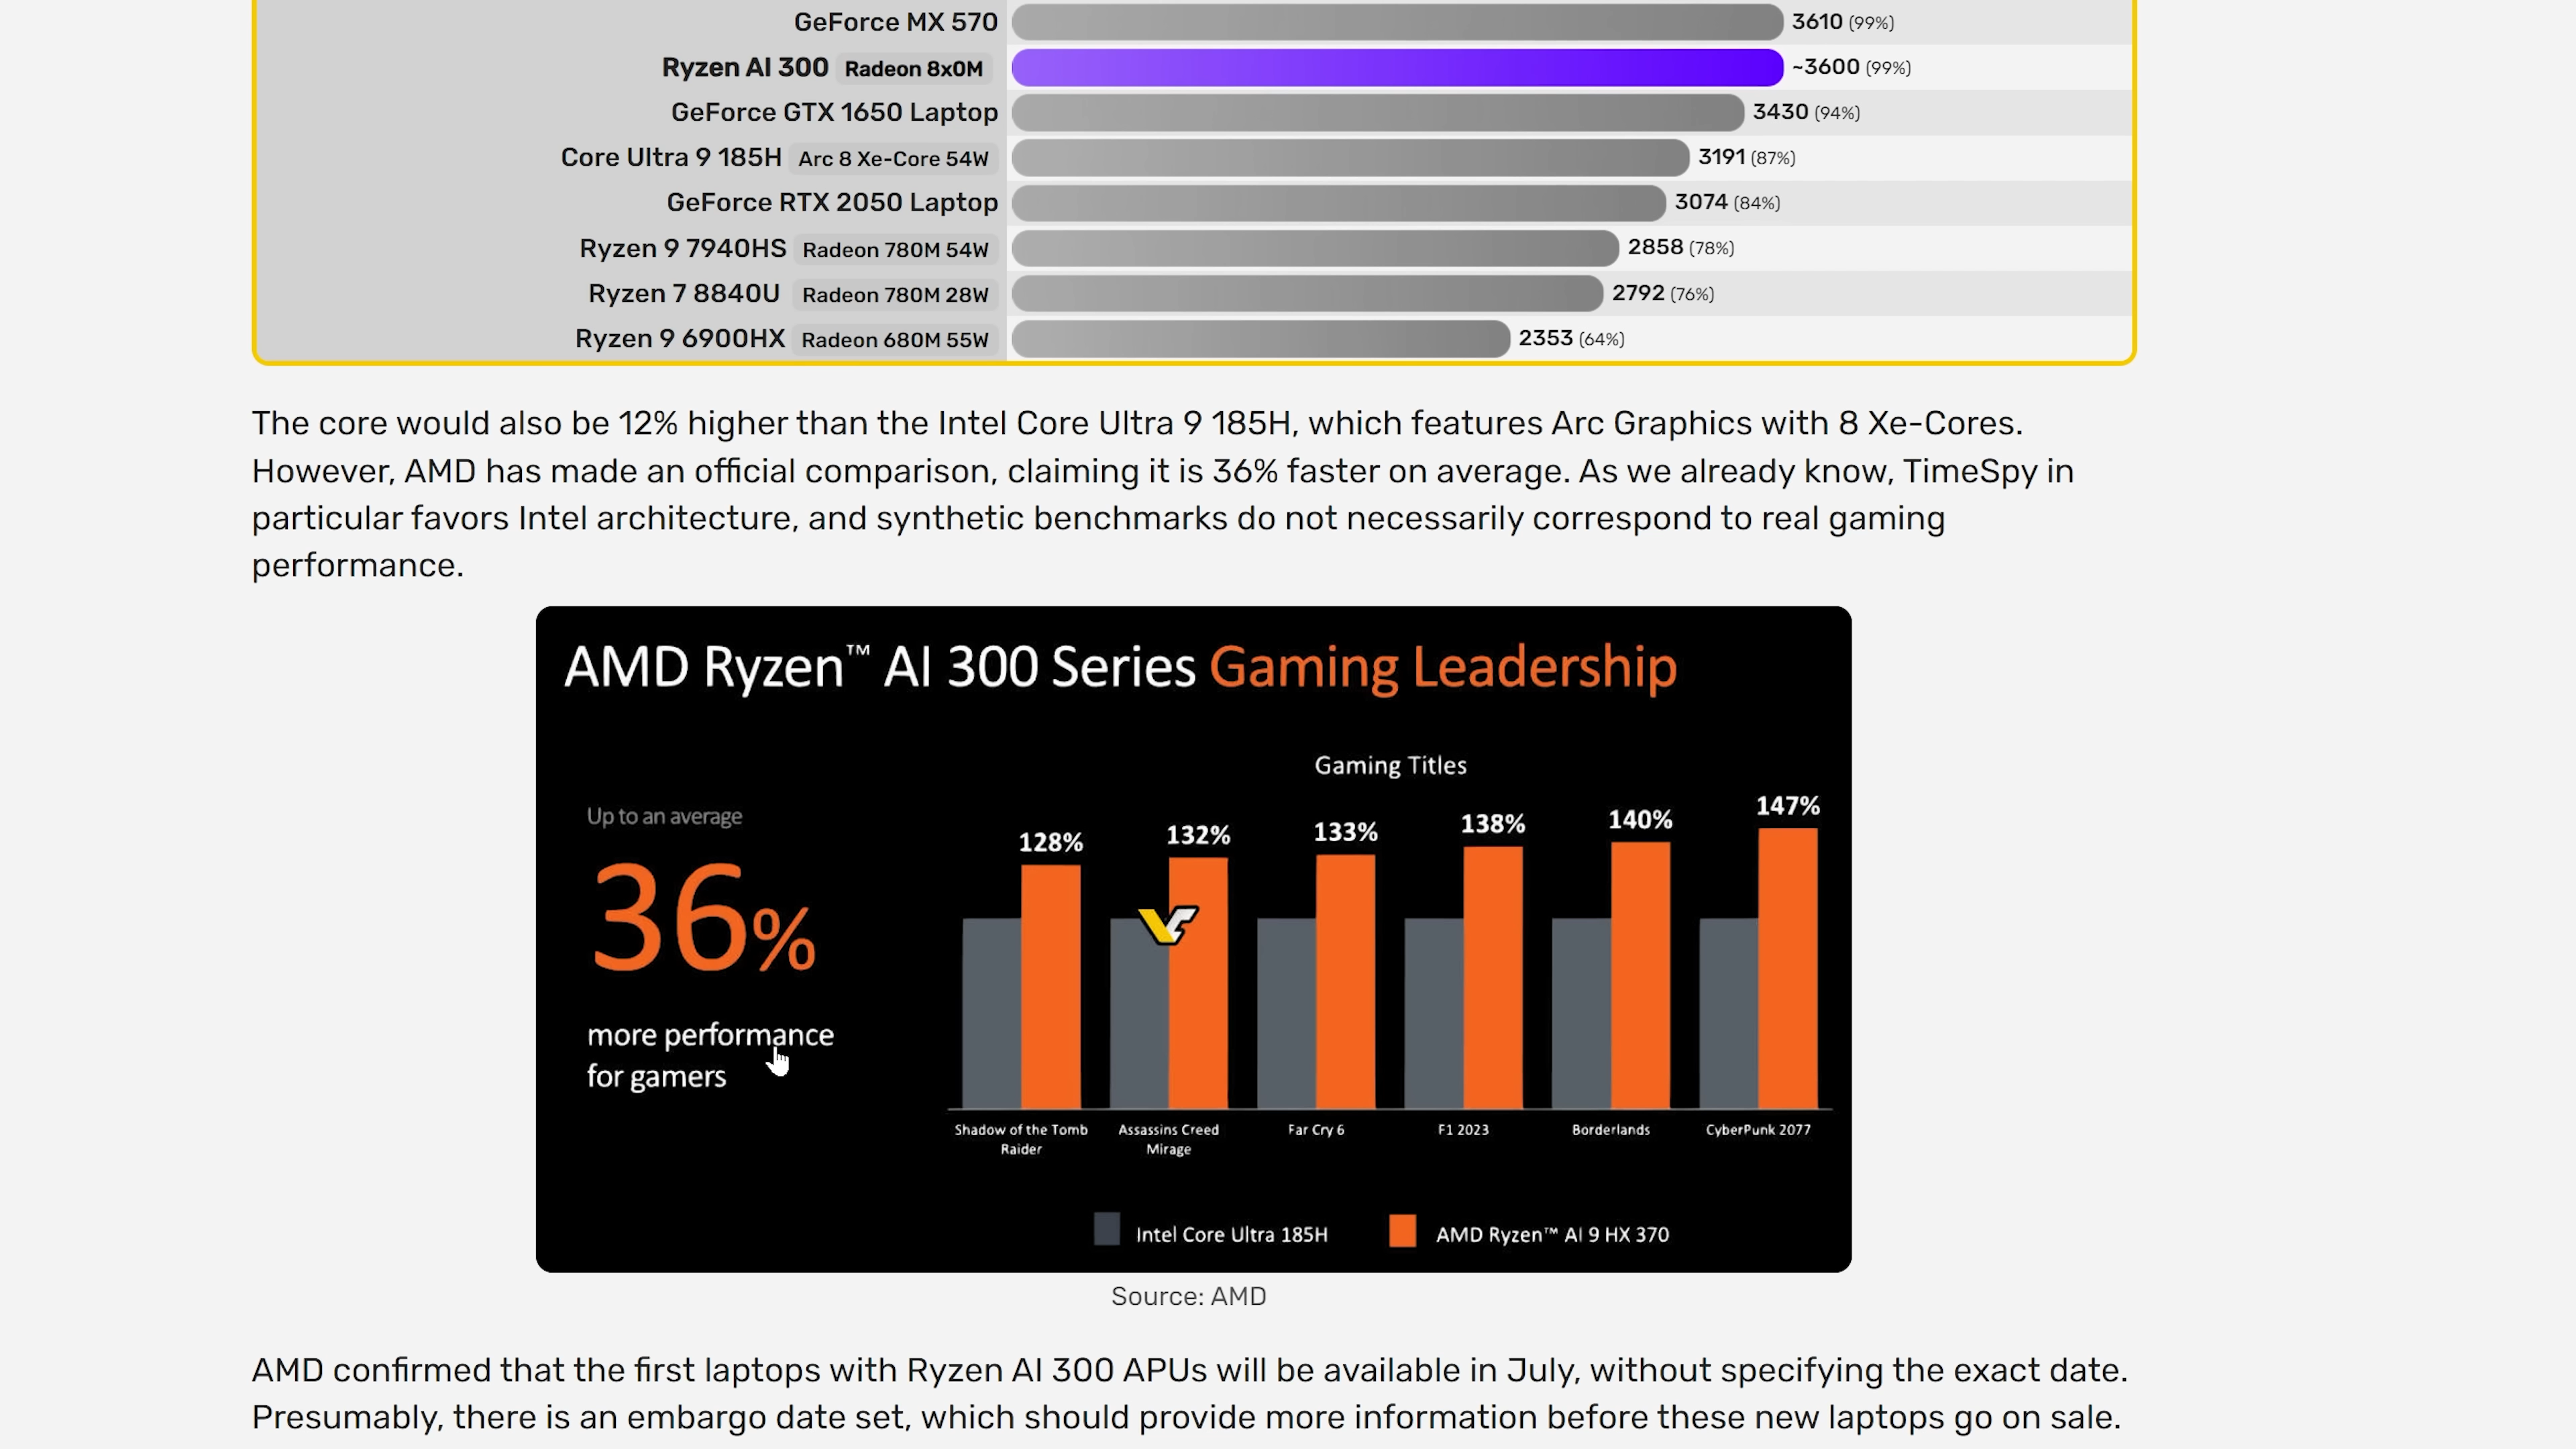 GeForce MX 570 3610 (99%)
Ryzen AI 300 Radeon 8x0M ~3600 (99%)
GeForce GTX 1650 Laptop 3430 (94%)
Core Ultra 9 185H Arc 8 Xe-Core 54W 3191 (87%)
GeForce RTX 2050 Laptop 3074 (84%)
Ryzen 9 7940HS Radeon 780M 54W 2858 (78%)
Ryzen 7 8840U Radeon 780M 28W 2792 (76%)
Ryzen 9 6900HX Radeon 680M 55W 2353 (64%)
The core would also be 12% higher than the Intel Core Ultra 9 185H, which features Arc Graphics with 8 Xe-Cores.
However, AMD has made an official comparison, claiming it is 36% faster on average. As we already know, TimeSpy in
particular favors Intel architecture, and synthetic benchmarks do not necessarily correspond to real gaming
performance.
AMD Ryzen™ AI 300 Series Gaming Leadership
Up to an average
36%
more performance
for gamers
Gaming Titles
128% 132% 133% 138% 140% 147%
Shadow of the Tomb Assassins Creed Far Cry 6 F1 2023 Borderlands CyberPunk 2077
Raider Mirage
Intel Core Ultra 185H AMD Ryzen™ AI 9 HX 370
Source: AMD
AMD confirmed that the first laptops with Ryzen AI 300 APUs will be available in July, without specifying the exact date.
Presumably, there is an embargo date set, which should provide more information before these new laptops go on sale.